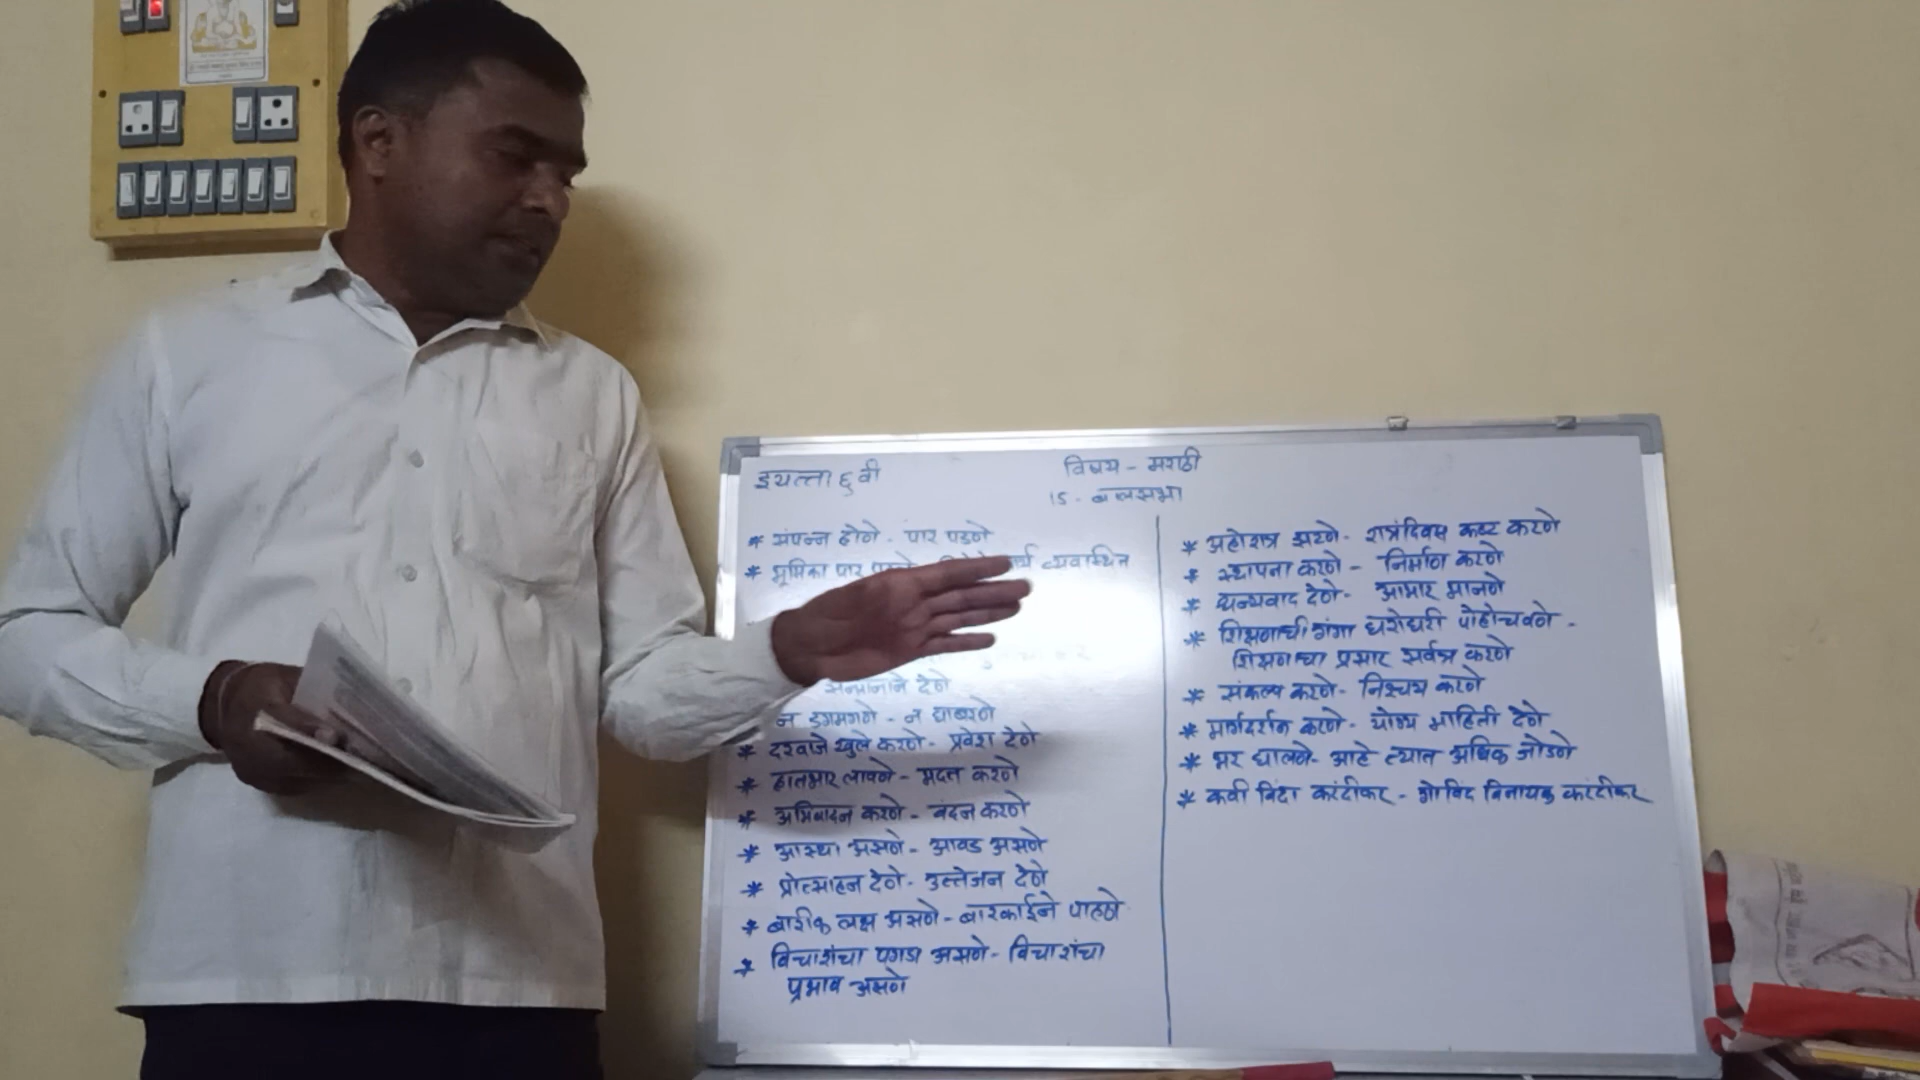 इयत्ता ६ वी
विषय - मराठी
15 - बालसभा
* संपन्न होणे - पार पडणे
* भूमिका पार व्यवस्थित
सन्मानाने देणे
न डगमगणे - न घाबरणे
* दरवाजे खुले करणे - प्रवेश देणे
* हातभार लावणे - मदत करणे
* अभिवादन करणे - वंदन करणे
* आस्था असणे - आवड असणे
* प्रोत्साहन देणे - उत्तेजन देणे
* बारीक लक्ष असणे - बारकाईने पाहणे
* विचारांचा पगडा असणे - विचारांचा
प्रभाव असणे
* अहोरात्र झटणे - रात्रंदिवस कष्ट करणे
* स्थापना करणे - निर्माण करणे
* धन्यवाद देणे - आभार मानणे
* शिक्षणाची गंगा घरोघरी पोहोचवणे -
शिक्षणाचा प्रसार सर्वत्र करणे
* संकल्प करणे - निश्चय करणे
* मार्गदर्शन करणे - योग्य माहिती देणे
* भर घालणे - आहे त्यात अधिक जोडणे
* कवी विंदा करंदीकर - गोविंद विनायक करंदीकर